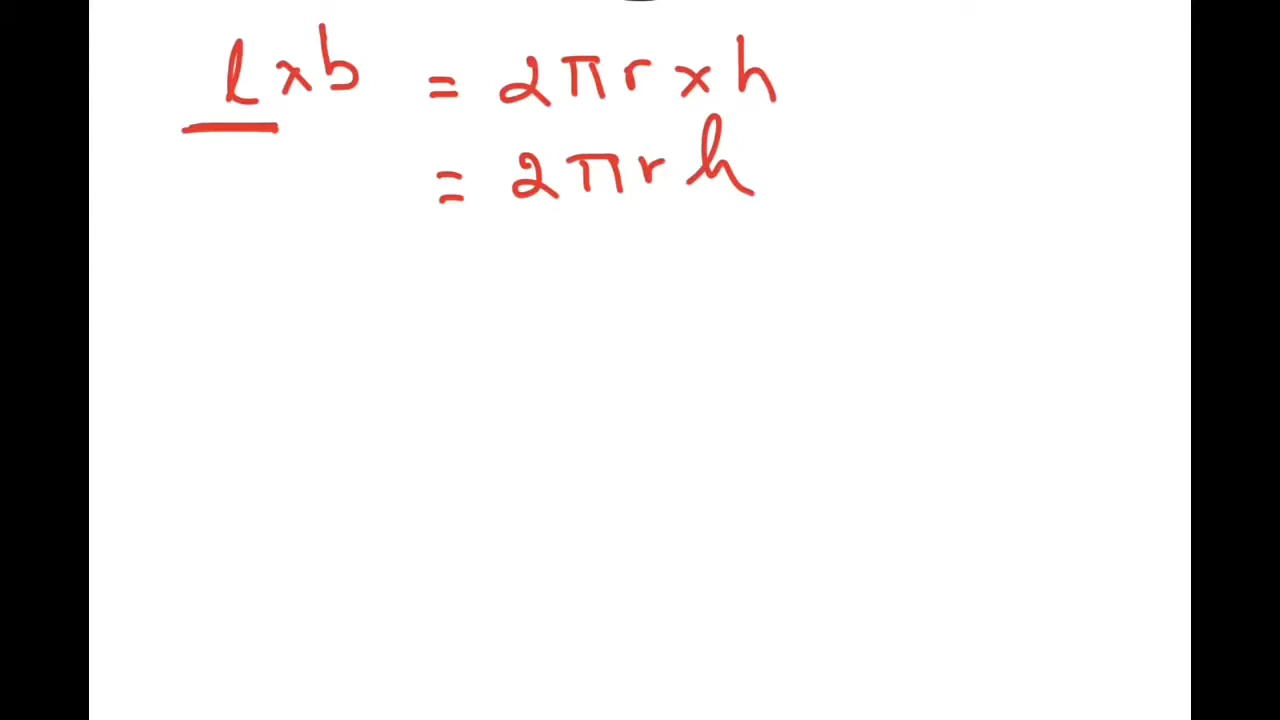 l × b = 2πr × h
= 2πrh